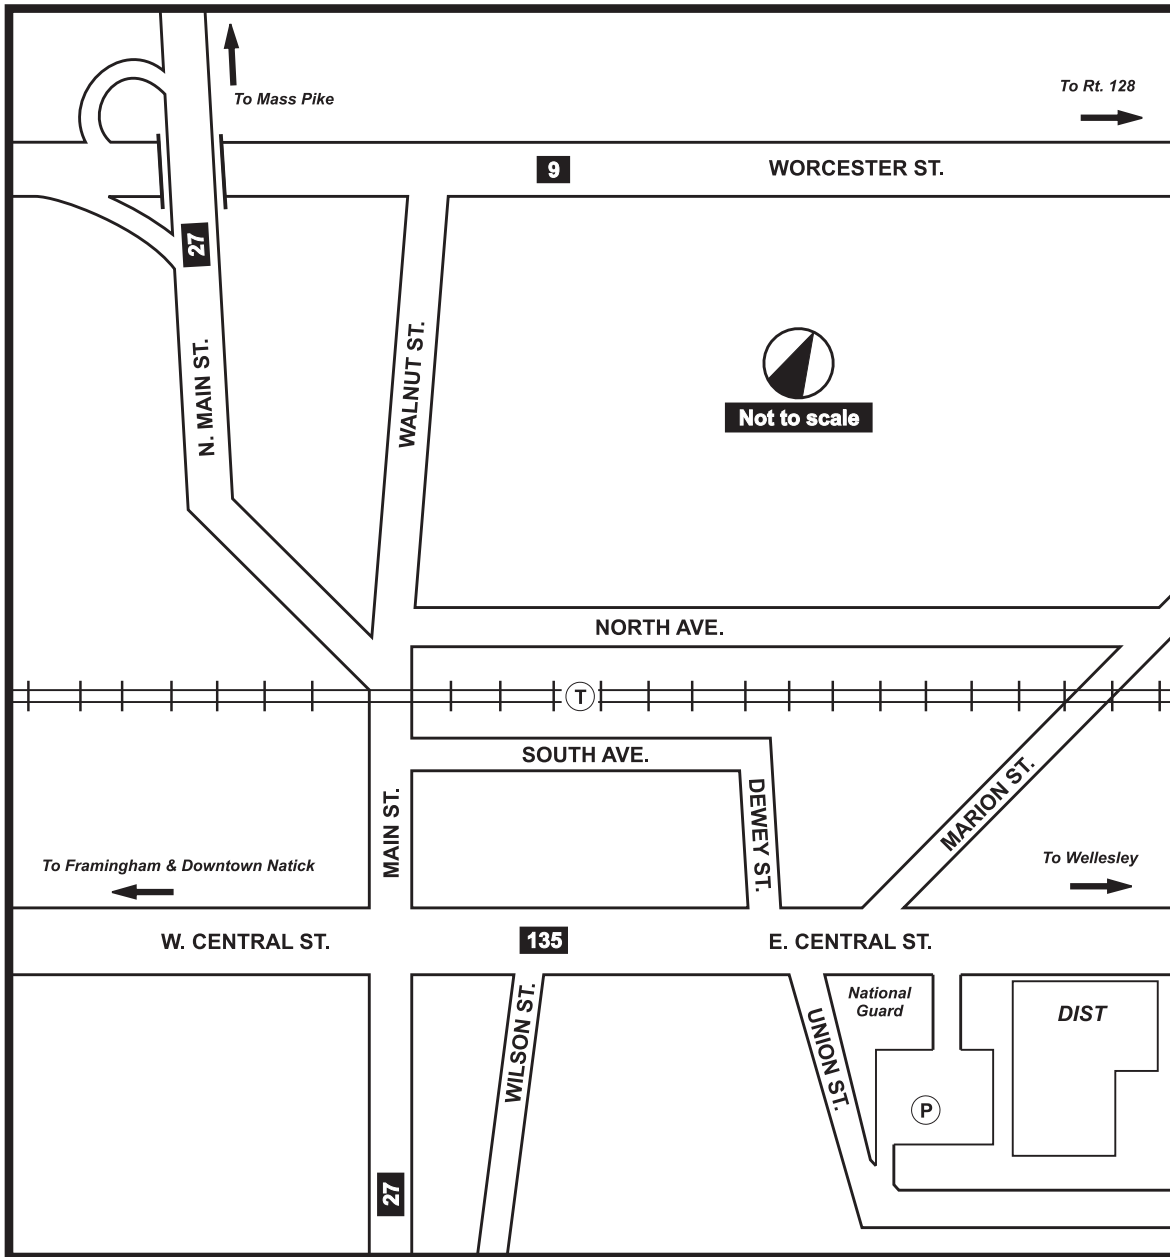 To Mass Pike
To Rt. 128
9
WORCESTER ST.
27
N. MAIN ST.
WALNUT ST.
Not to scale
NORTH AVE.
T
SOUTH AVE.
MAIN ST.
DEWEY ST.
MARION ST.
To Framingham & Downtown Natick
To Wellesley
W. CENTRAL ST.
135
E. CENTRAL ST.
WILSON ST.
UNION ST.
National
Guard
DIST
P
27